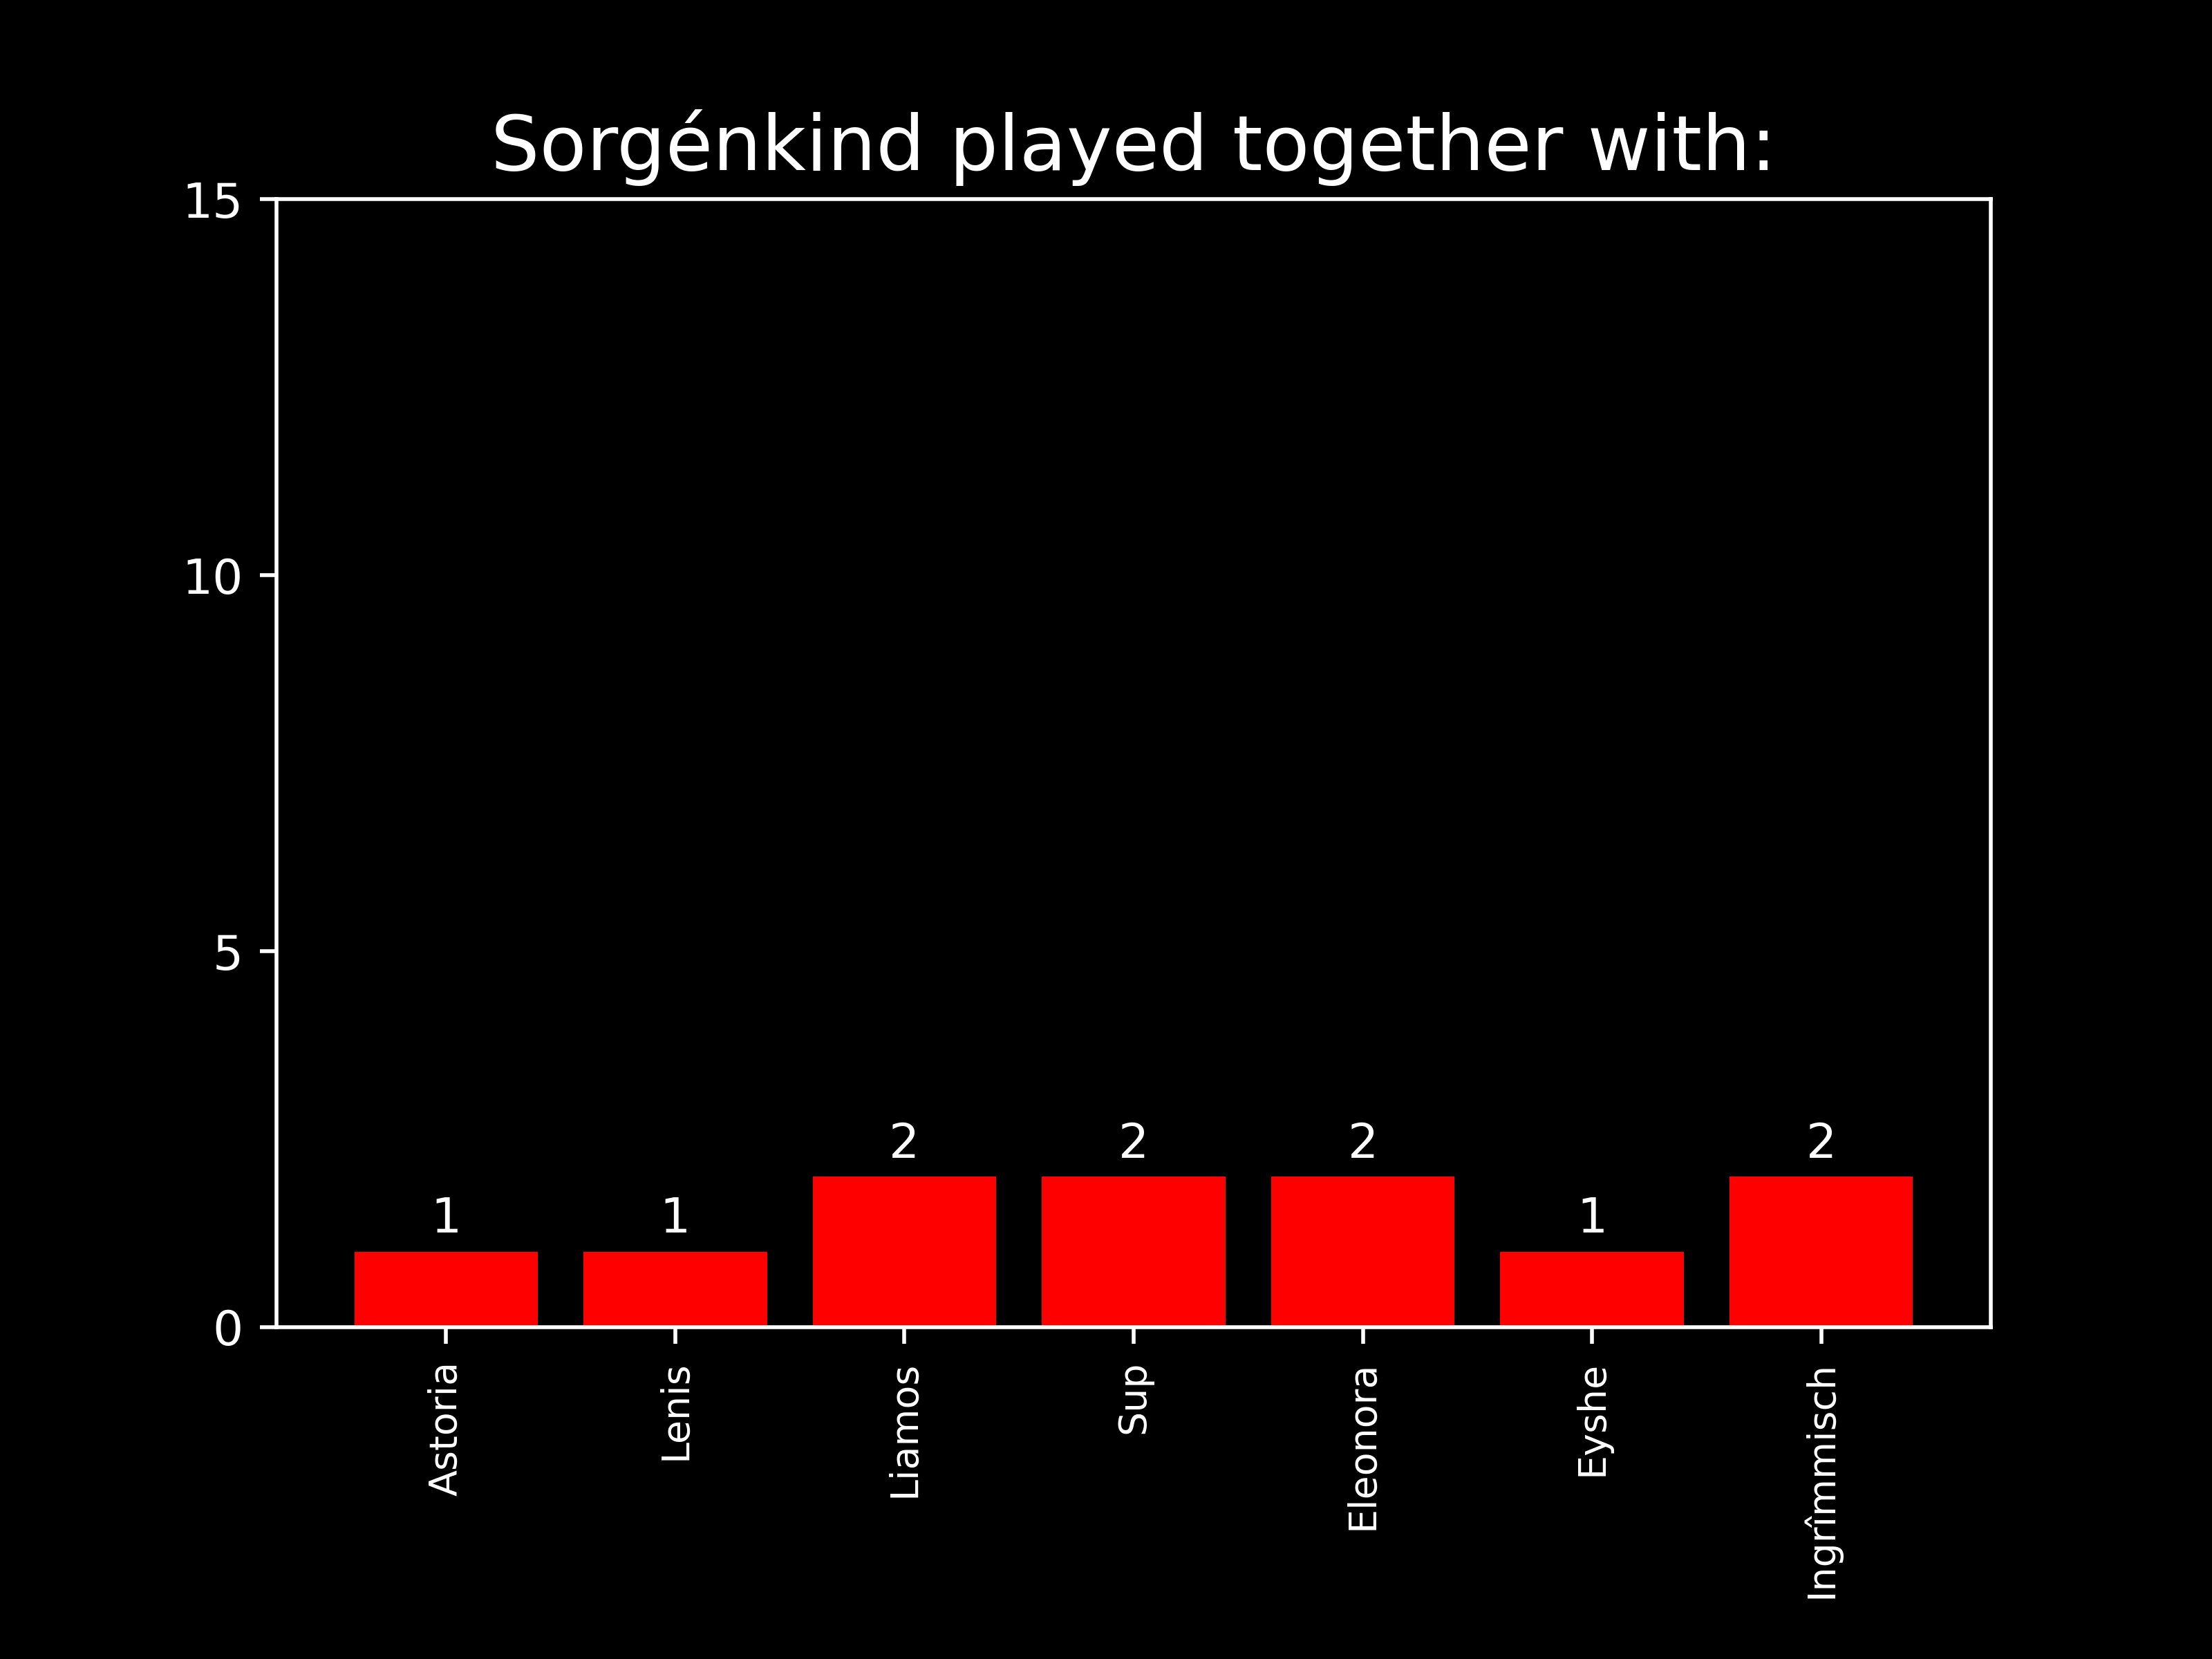 Sorgénkind played together with:
15
10
5
0
1
1
2
2
2
1
2
Astoria
Lenis
Liamos
Sup
Eleonora
Eyshe
Ingrîmmisch